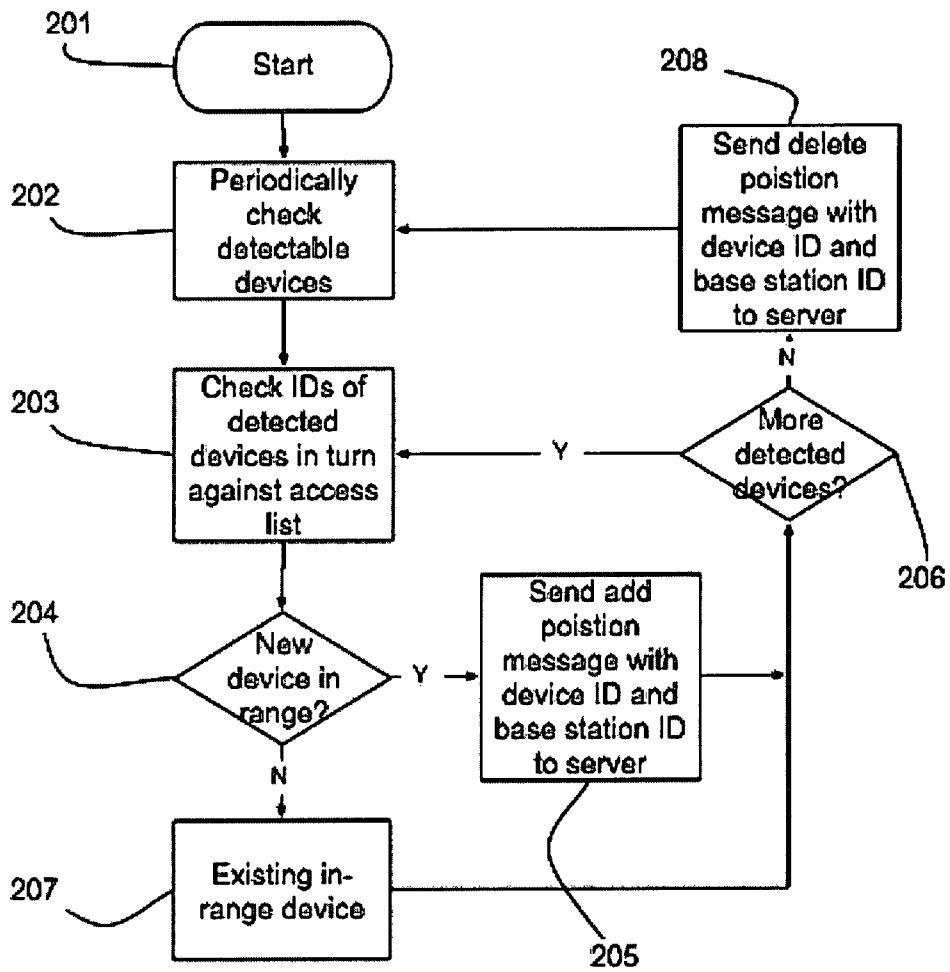 201
Start
208
Send delete
poistion
message with
device ID and
base station ID
to server
202
Periodically
check
detectable
devices
N
203
Check IDs of
detected
devices in turn
against access
list
Y
More
detected
devices?
206
204
New
device in
range?
Y
Send add
poistion
message with
device ID and
base station ID
to server
N
207
Existing in-
range device
205